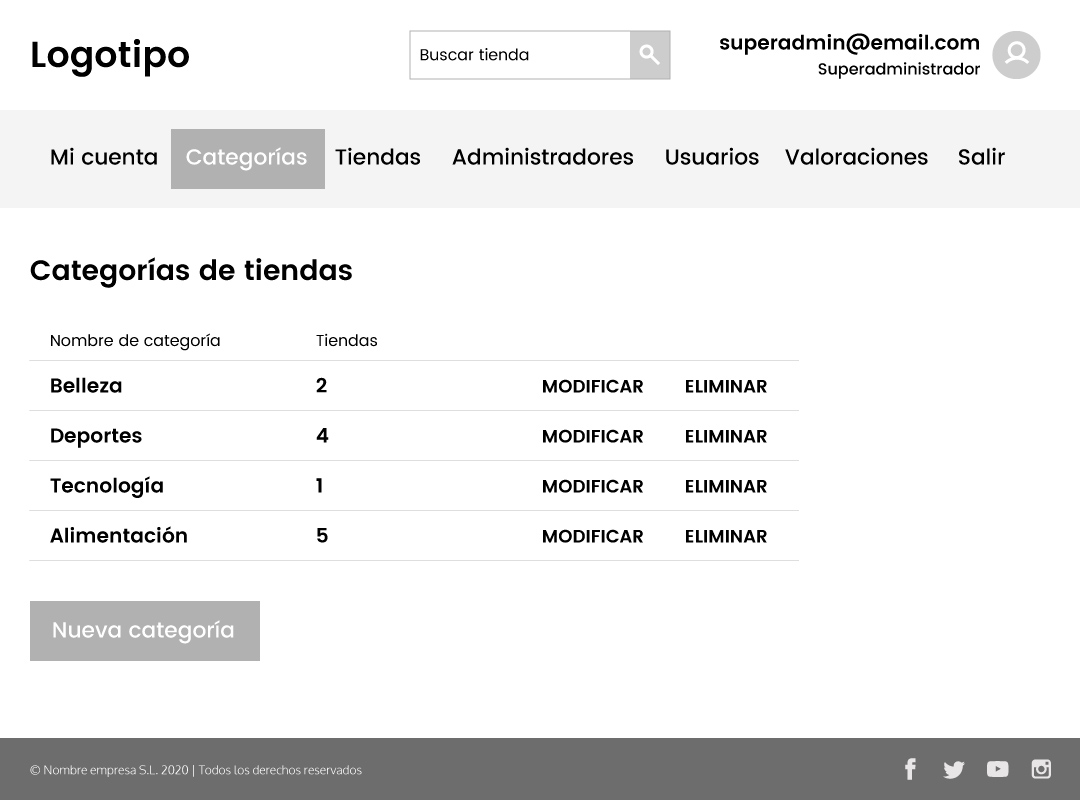 Logotipo
Buscar tienda
superadmin@email.com
Superadministrador
Mi cuenta Categorías Tiendas Administradores Usuarios Valoraciones Salir
Categorías de tiendas
Nombre de categoría Tiendas
Belleza 2 MODIFICAR ELIMINAR
Deportes 4 MODIFICAR ELIMINAR
Tecnología 1 MODIFICAR ELIMINAR
Alimentación 5 MODIFICAR ELIMINAR
Nueva categoría
© Nombre empresa S.L. 2020 | Todos los derechos reservados